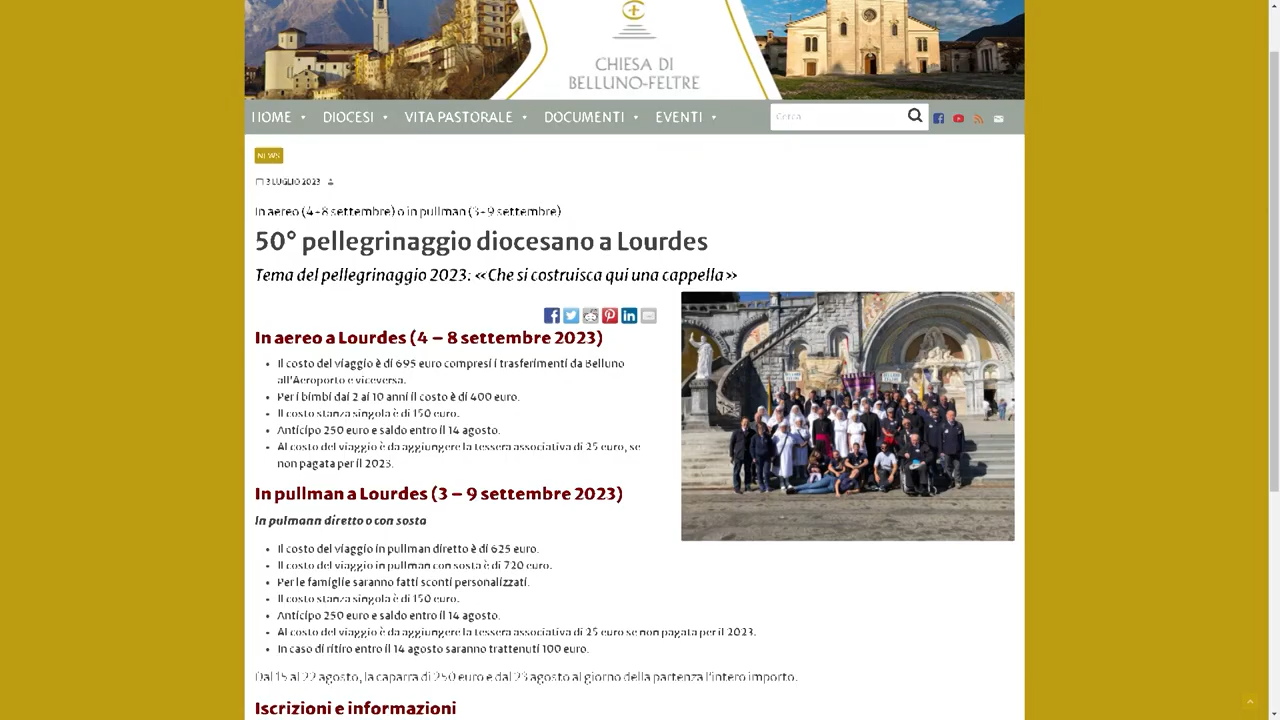 CHIESA DI
BELLUNO-FELTRE
HOME DIOCESI VITA PASTORALE DOCUMENTI EVENTI Cerca
NEWS
3 LUGLIO 2023
In aereo (4-8 settembre) o in pullman (3-9 settembre)
50° pellegrinaggio diocesano a Lourdes
Tema del pellegrinaggio 2023: «Che si costruisca qui una cappella»
In aereo a Lourdes (4 – 8 settembre 2023)
Il costo del viaggio è di 695 euro compresi i trasferimenti da Belluno
all'Aeroporto e viceversa.
Per i bimbi dai 2 ai 10 anni il costo è di 400 euro.
Il costo stanza singola è di 150 euro.
Anticipo 250 euro e saldo entro il 14 agosto.
Al costo del viaggio è da aggiungere la tessera associativa di 25 euro, se
non pagata per il 2023.
In pullman a Lourdes (3 – 9 settembre 2023)
In pulmann diretto o con sosta
Il costo del viaggio in pullman diretto è di 625 euro.
Il costo del viaggio in pullman con sosta è di 720 euro.
Per le famiglie saranno fatti sconti personalizzati.
Il costo stanza singola è di 150 euro.
Anticipo 250 euro e saldo entro il 14 agosto.
Al costo del viaggio è da aggiungere la tessera associativa di 25 euro se non pagata per il 2023.
In caso di ritiro entro il 14 agosto saranno trattenuti 100 euro.
Dal 15 al 22 agosto, la caparra di 250 euro e dal 23 agosto al giorno della partenza l'intero importo.
Iscrizioni e informazioni